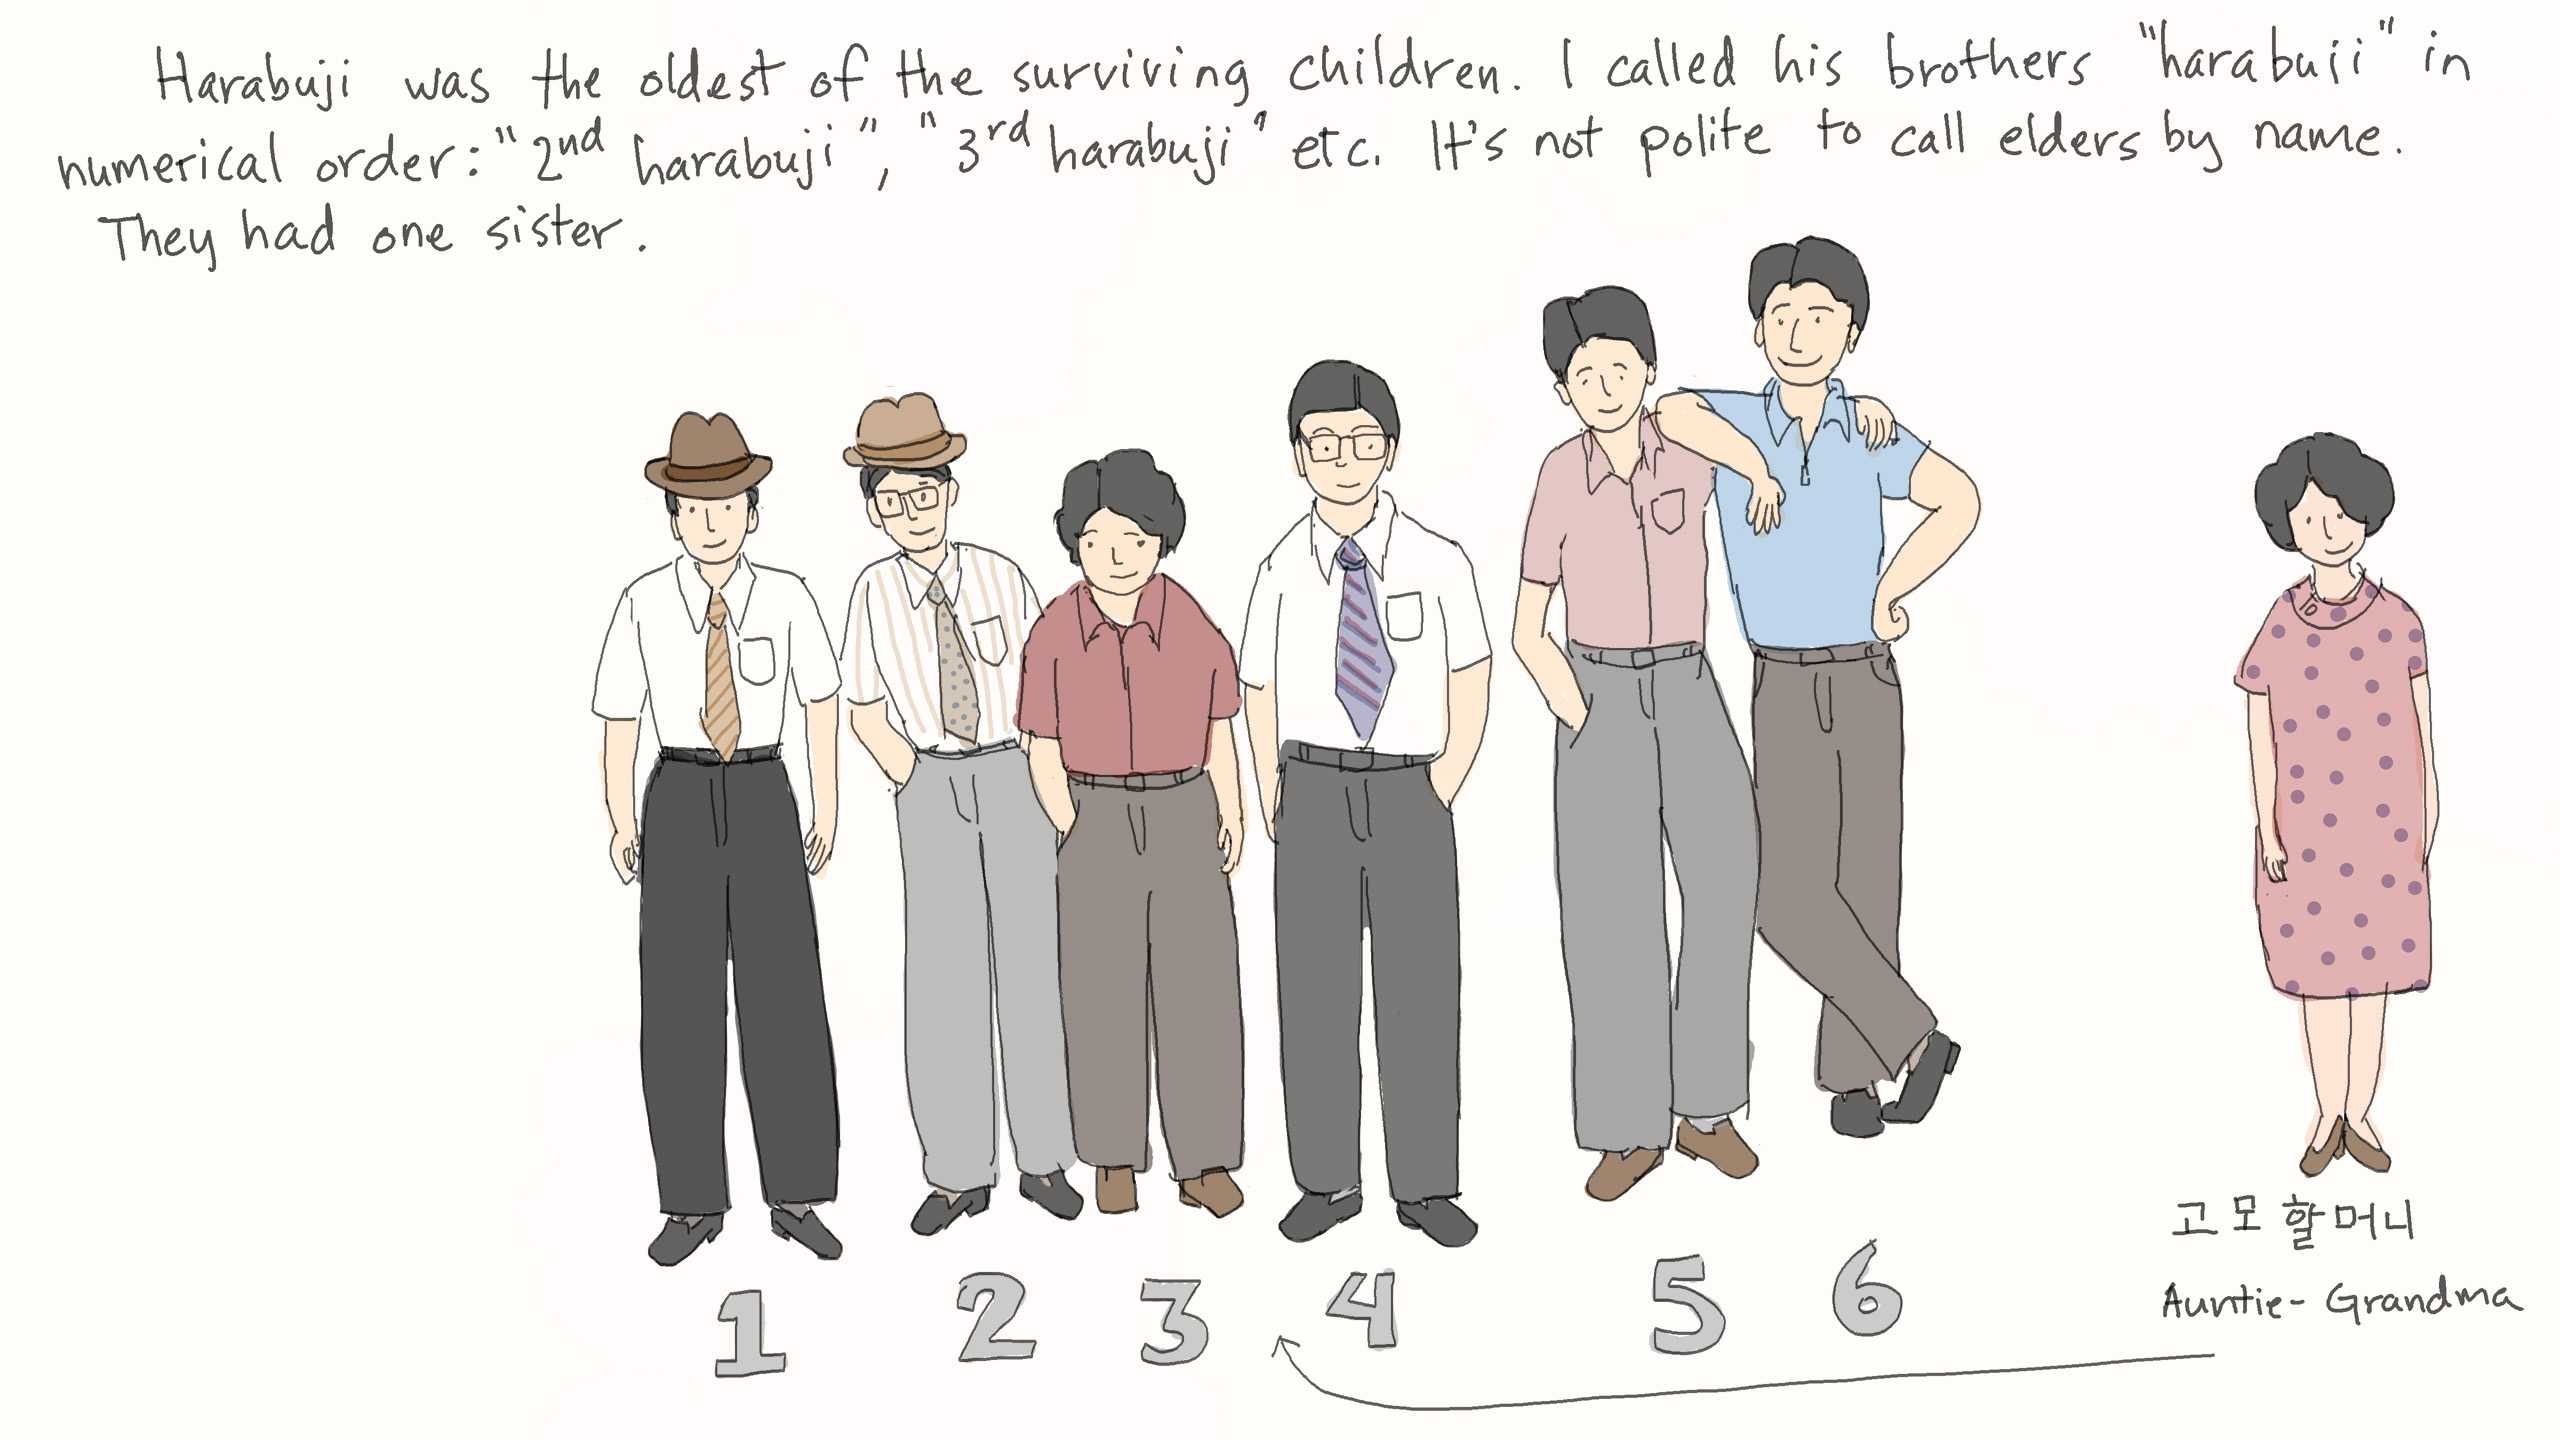 Harabuji was the oldest of the surviving children. I called his brothers "harabuji" in
numerical order: "2nd harabuji", "3rd harabuji" etc. It's not polite to call elders by name.
They had one sister.
고모할머니
Auntie-Grandma
1 2 3 4 5 6